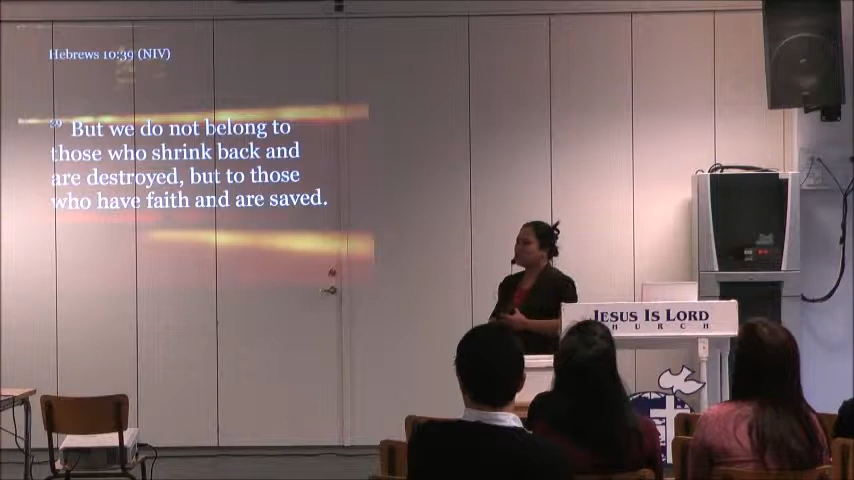 Hebrews 10:39 (NIV)
39 But we do not belong to
those who shrink back and
are destroyed, but to those
who have faith and are saved.
JESUS IS LORD
CHURCH